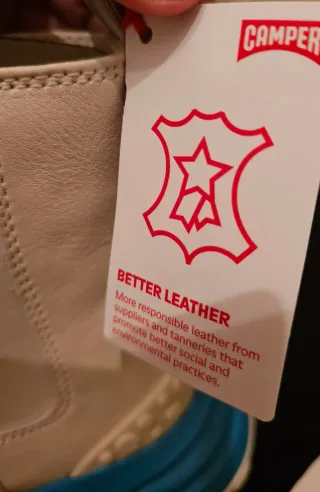 CAMPER
BETTER LEATHER
More responsible leather from
suppliers and tanneries that
promote better social and
environmental practices.